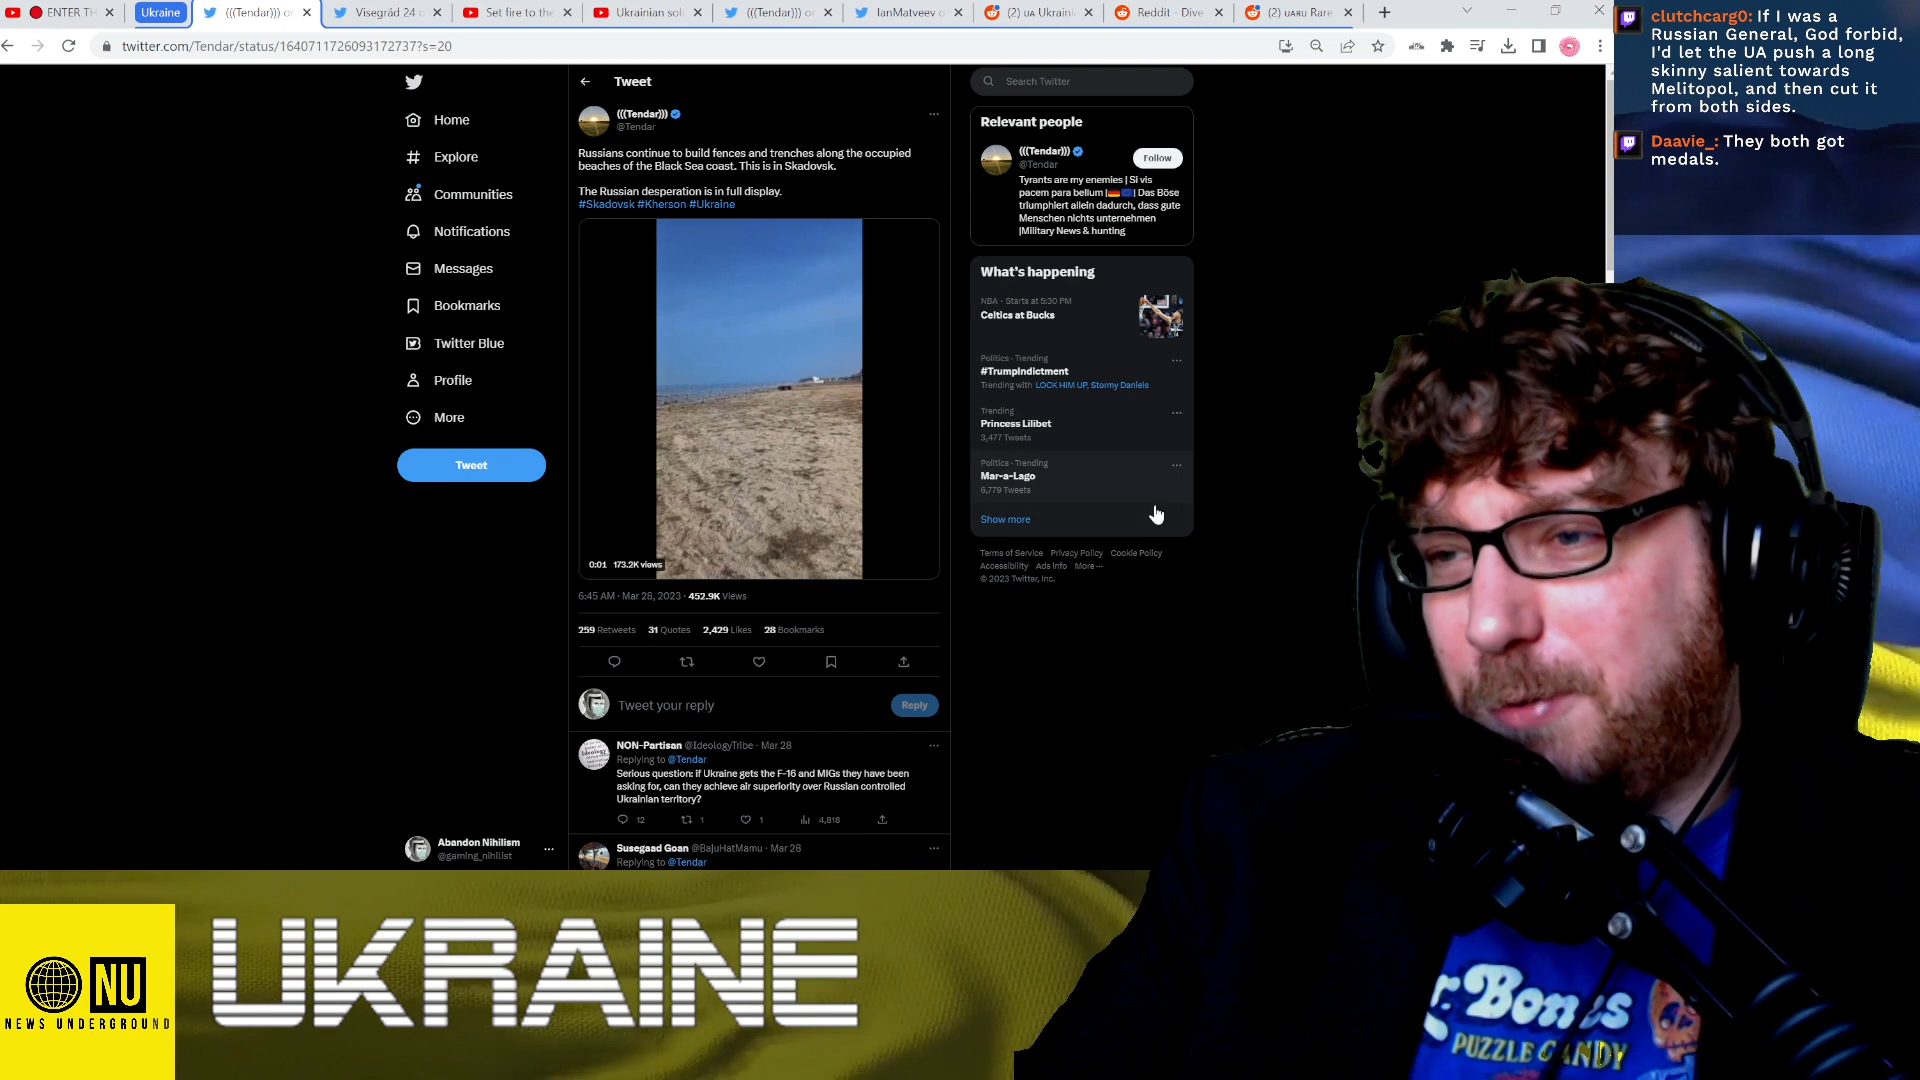 ENTER TH
Ukraine
(((Tendar))) o
Visegrád 24 o
Set fire to the
Ukrainian sol
(((Tendar))) o
IanMatveev o
(2) UA Ukraini
Reddit - Dive
(2) UARU Rare
twitter.com/Tendar/status/1640711726093172737?s=20
Home
Explore
Communities
Notifications
Messages
Bookmarks
Twitter Blue
Profile
More
Tweet
Abandon Nihilism
@gaming_nihilist
Tweet
(((Tendar)))
@Tendar
Russians continue to build fences and trenches along the occupied
beaches of the Black Sea coast. This is in Skadovsk.
The Russian desperation is in full display.
#Skadovsk #Kherson #Ukraine
0:01 173.2K views
6:45 AM · Mar 28, 2023 · 452.9K Views
259 Retweets 31 Quotes 2,429 Likes 28 Bookmarks
Tweet your reply
Reply
NON-Partisan @IdeologyTribe · Mar 28
Replying to @Tendar
Serious question: if Ukraine gets the F-16 and MIGs they have been
asking for, can they achieve air superiority over Russian controlled
Ukrainian territory?
12 1 1 4,818
Susegaad Goan @BajuHatMamu · Mar 28
Replying to @Tendar
Search Twitter
Relevant people
(((Tendar)))
@Tendar
Follow
Tyrants are my enemies | Si vis
pacem para bellum |🇩🇪🇪🇺| Das Böse
triumphiert allein dadurch, dass gute
Menschen nichts unternehmen
|Military News & hunting
What's happening
NBA · Starts at 5:30 PM
Celtics at Bucks
Politics · Trending
#TrumpIndictment
Trending with LOCK HIM UP, Stormy Daniels
Trending
Princess Lilibet
3,477 Tweets
Politics · Trending
Mar-a-Lago
6,779 Tweets
Show more
Terms of Service Privacy Policy Cookie Policy
Accessibility Ads info More ···
© 2023 Twitter, Inc.
clutchcarg0: If I was a
Russian General, God forbid,
I'd let the UA push a long
skinny salient towards
Melitopol, and then cut it
from both sides.
Daavie_: They both got
medals.
NU
NEWS UNDERGROUND
UKRAINE
Bones
PUZZLE CANDY